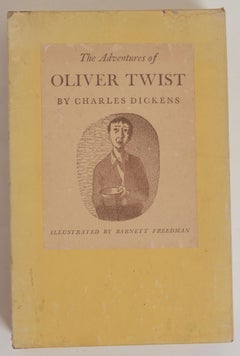 The Adventures of
OLIVER TWIST
BY CHARLES DICKENS
ILLUSTRATED BY BARNETT FREEDMAN